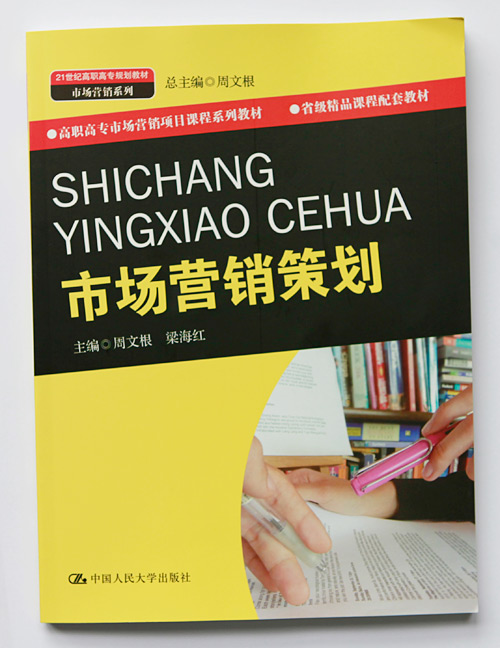 21世纪高职高专规划教材
市场营销系列
总主编◎周文根
●高职高专市场营销项目课程系列教材 ●省级精品课程配套教材
SHICHANG
YINGXIAO CEHUA
市场营销策划
主编◎周文根 梁海红
中国人民大学出版社